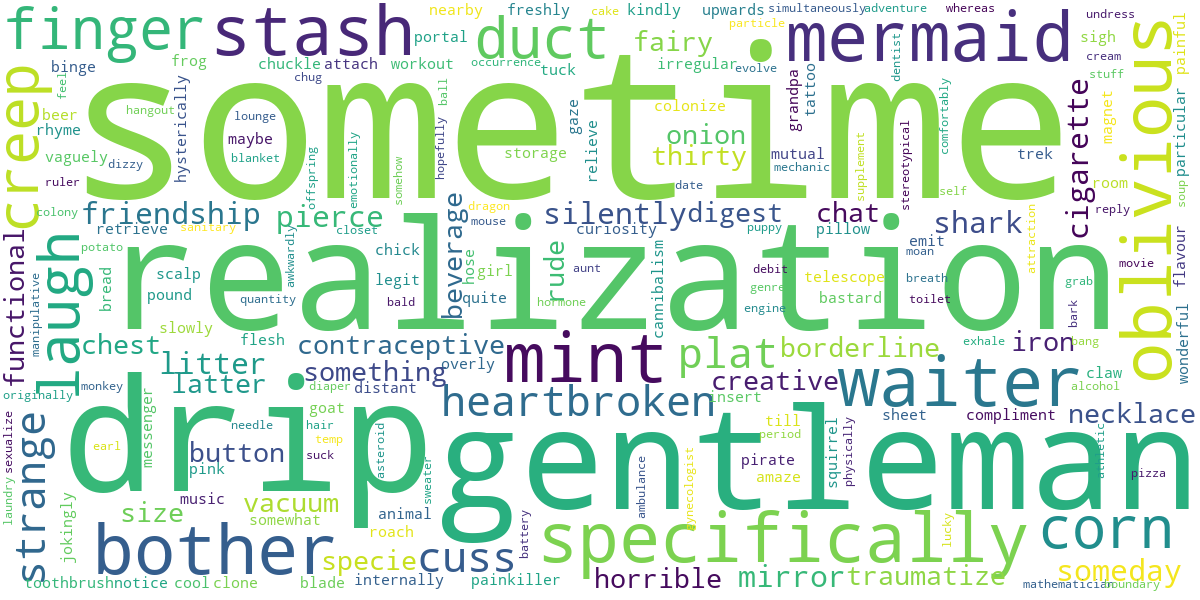 sometime
realization
gentleman
drip
finger
stash
duct
mermaid
creep
oblivious
laugh
mint
waiter
bother
specifically
corn
strange
heartbroken
cuss
plat
fairy
cigarette
shark
friendship
pierce
silently
digest
chat
beverage
onion
thirty
rude
functional
chest
litter
latter
contraceptive
something
borderline
creative
iron
necklace
button
vacuum
size
specie
horrible
mirror
traumatize
someday
nearby
freshly
kindly
upwards
simultaneously
adventure
whereas
undress
cake
particle
portal
chuckle
attach
workout
occurrence
tuck
irregular
evolve
dentist
sigh
cream
stuff
painful
binge
frog
chug
feel
beer
rhyme
hangout
lounge
maybe
blanket
hysterically
vaguely
dizzy
ruler
colony
ball
hopefully
emotionally
offspring
somehow
gaze
relieve
storage
colonize
grandpa
tattoo
mutual
mechanic
supplement
stereotypical
comfortably
self
trek
magnet
room
reply
particular
soup
date
dragon
mouse
curiosity
puppy
pillow
emit
moan
breath
toilet
attraction
movie
grab
flavour
wonderful
retrieve
sanitary
closet
awkwardly
potato
bread
scalp
pound
quantity
chick
legit
bald
hose
girl
quite
aunt
hormone
cannibalism
debit
genre
engine
telescope
bastard
bark
bang
exhale
manipulative
slowly
flesh
overly
distant
originally
monkey
diaper
goat
needle
hair
temp
suck
insert
till
period
claw
alcohol
sheet
compliment
athletic
pizza
sexualize
laundry
jokingly
messenger
earl
pink
music
somewhat
animal
roach
asteroid
sweater
battery
ambulance
gynecologist
pirate
amaze
squirrel
physically
lucky
toothbrush
notice
cool
clone
blade
internally
painkiller
mathematician
boundary